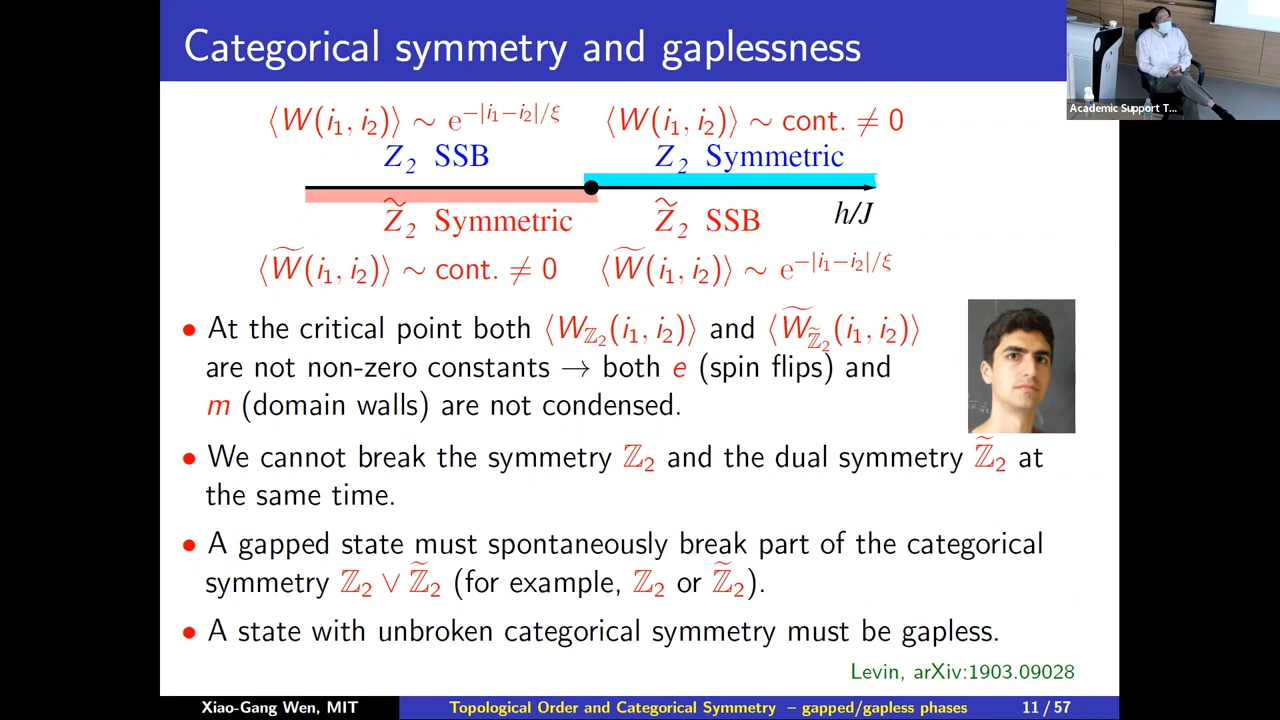 Categorical symmetry and gaplessness
Academic Support T...
⟨W(i₁, i₂)⟩ ∼ e^{−|i₁−i₂|/ξ} ⟨W(i₁, i₂)⟩ ∼ cont. ≠ 0
Z₂ SSB Z₂ Symmetric
Z̃₂ Symmetric Z̃₂ SSB h/J
⟨W̃(i₁, i₂)⟩ ∼ cont. ≠ 0 ⟨W̃(i₁, i₂)⟩ ∼ e^{−|i₁−i₂|/ξ}
• At the critical point both ⟨W_{ℤ₂}(i₁, i₂)⟩ and ⟨W̃_{ℤ̃₂}(i₁, i₂)⟩
are not non-zero constants → both e (spin flips) and
m (domain walls) are not condensed.
• We cannot break the symmetry ℤ₂ and the dual symmetry ℤ̃₂ at
the same time.
• A gapped state must spontaneously break part of the categorical
symmetry ℤ₂ ∨ ℤ̃₂ (for example, ℤ₂ or ℤ̃₂).
• A state with unbroken categorical symmetry must be gapless.
Levin, arXiv:1903.09028
Xiao-Gang Wen, MIT Topological Order and Categorical Symmetry – gapped/gapless phases 11 / 57